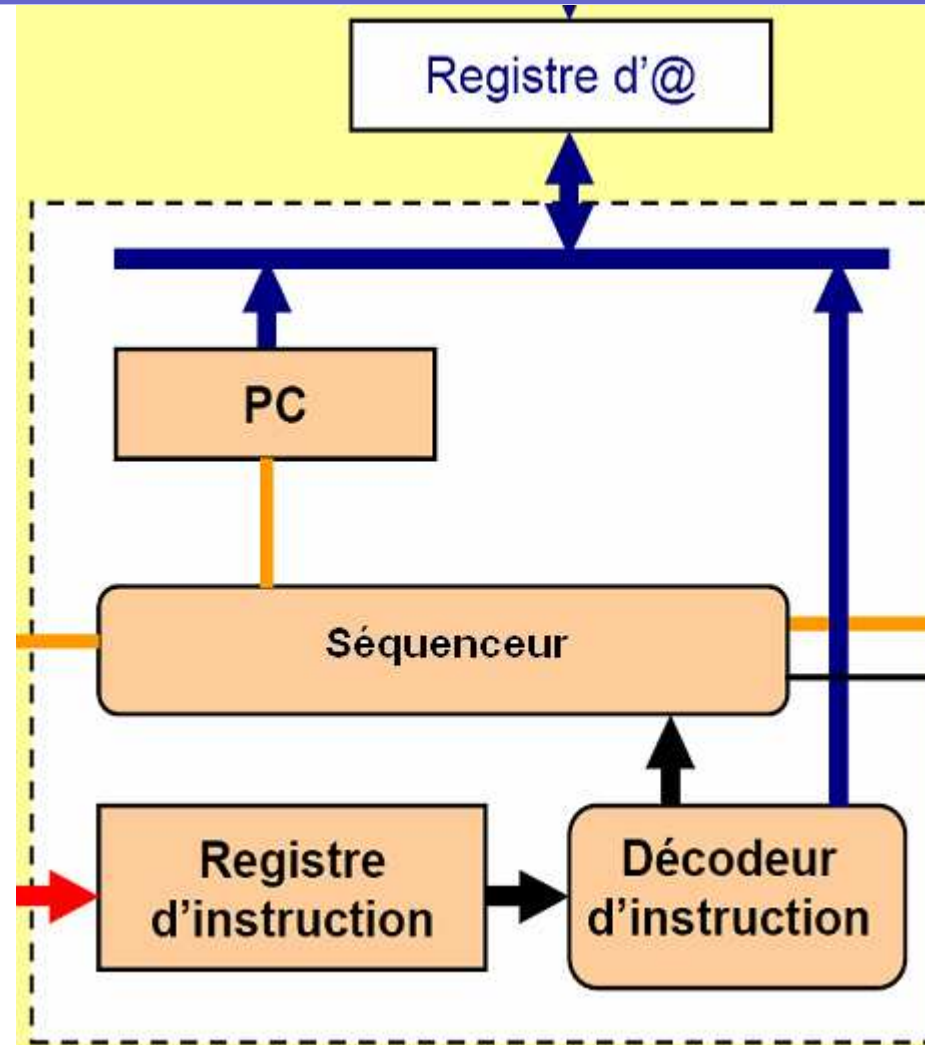 Registre d'@
PC
Séquenceur
Registre
d'instruction
Décodeur
d'instruction